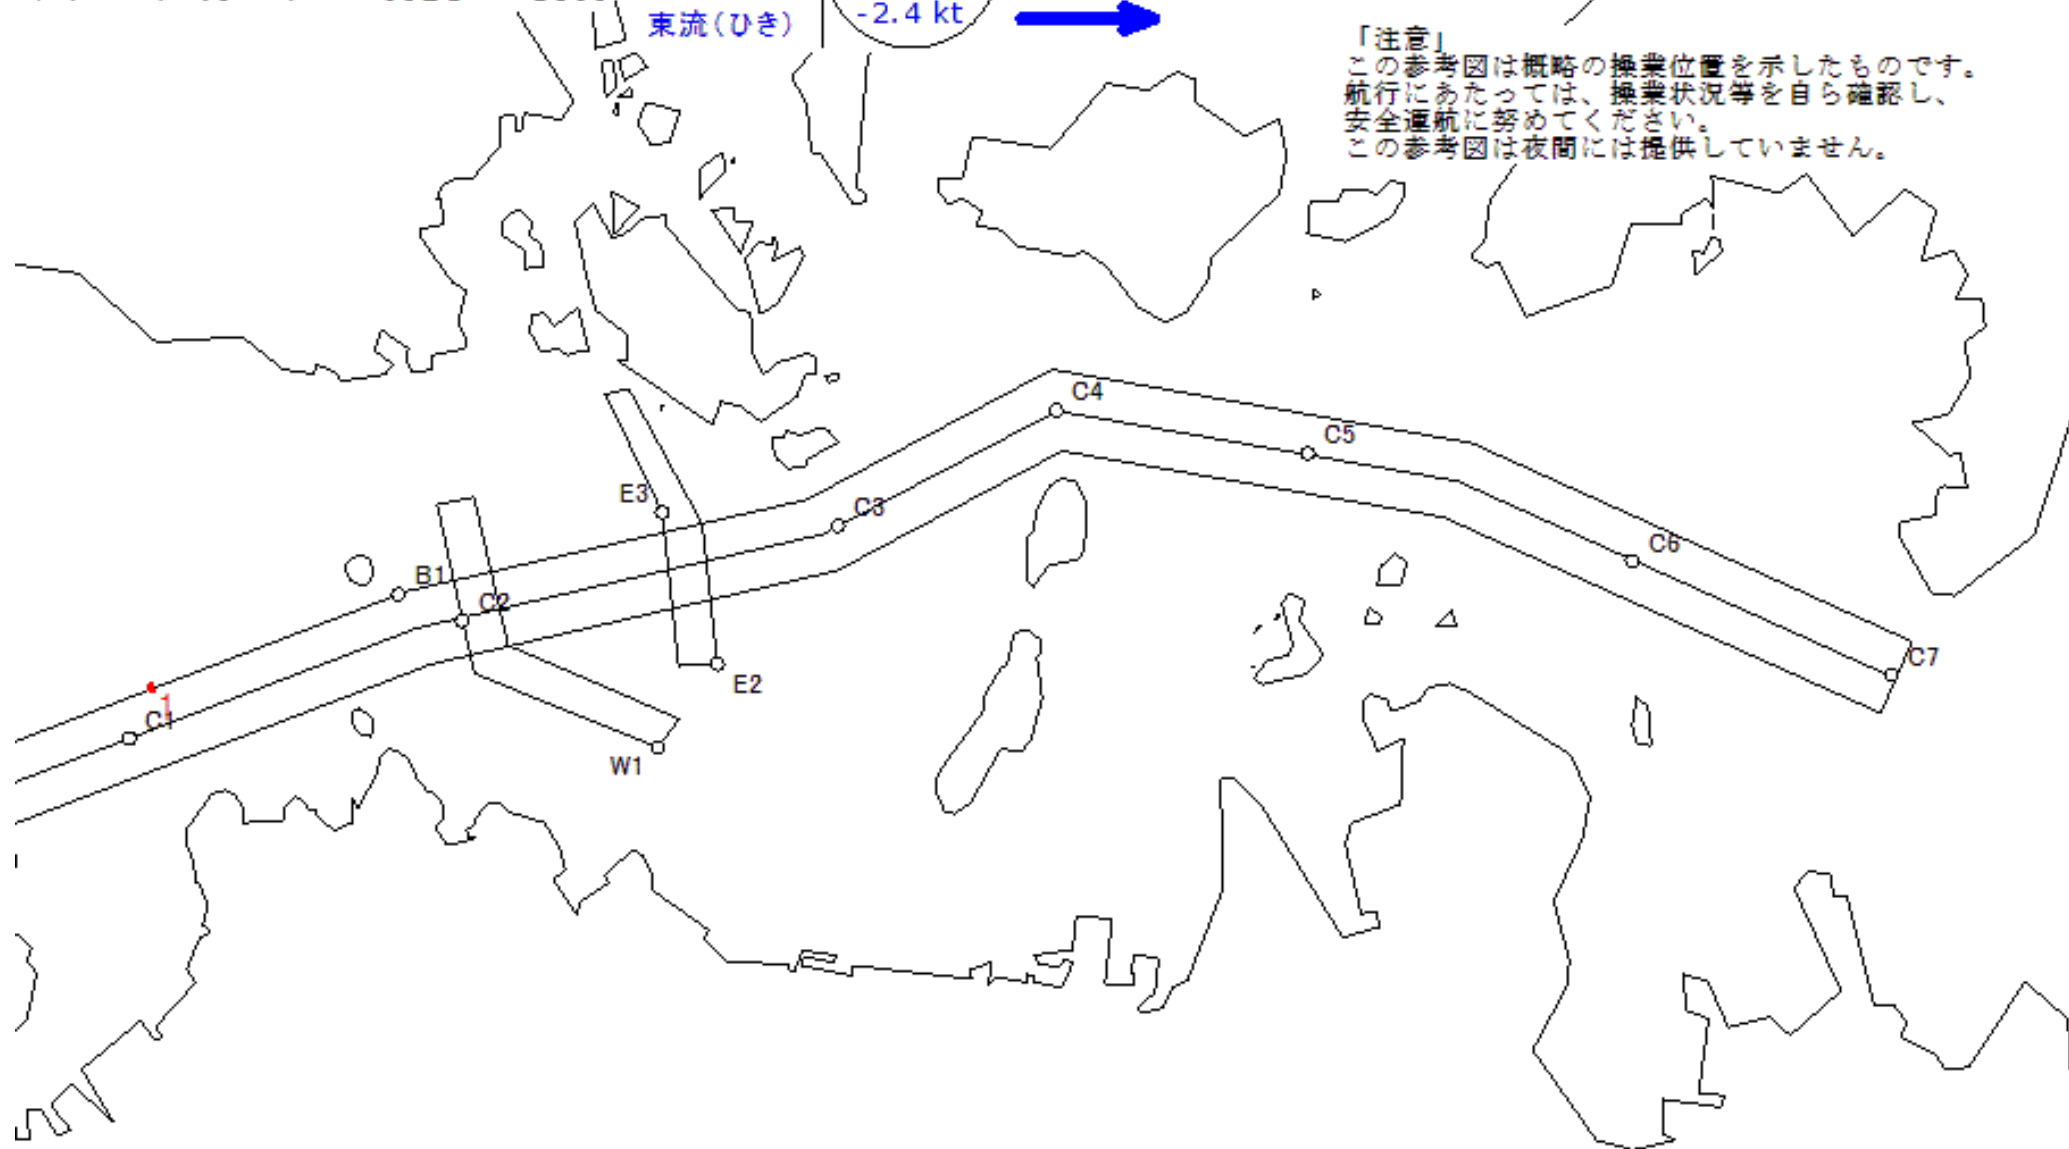 東流(ひき)
-2.4 kt
「注意」
この参考図は概略の操業位置を示したものです。
航行にあたっては、操業状況等を自ら確認し、
安全運航に努めてください。
この参考図は夜間には提供していません。
C4
C5
E3
C3
C6
B1
C2
C7
E2
1
C1
W1